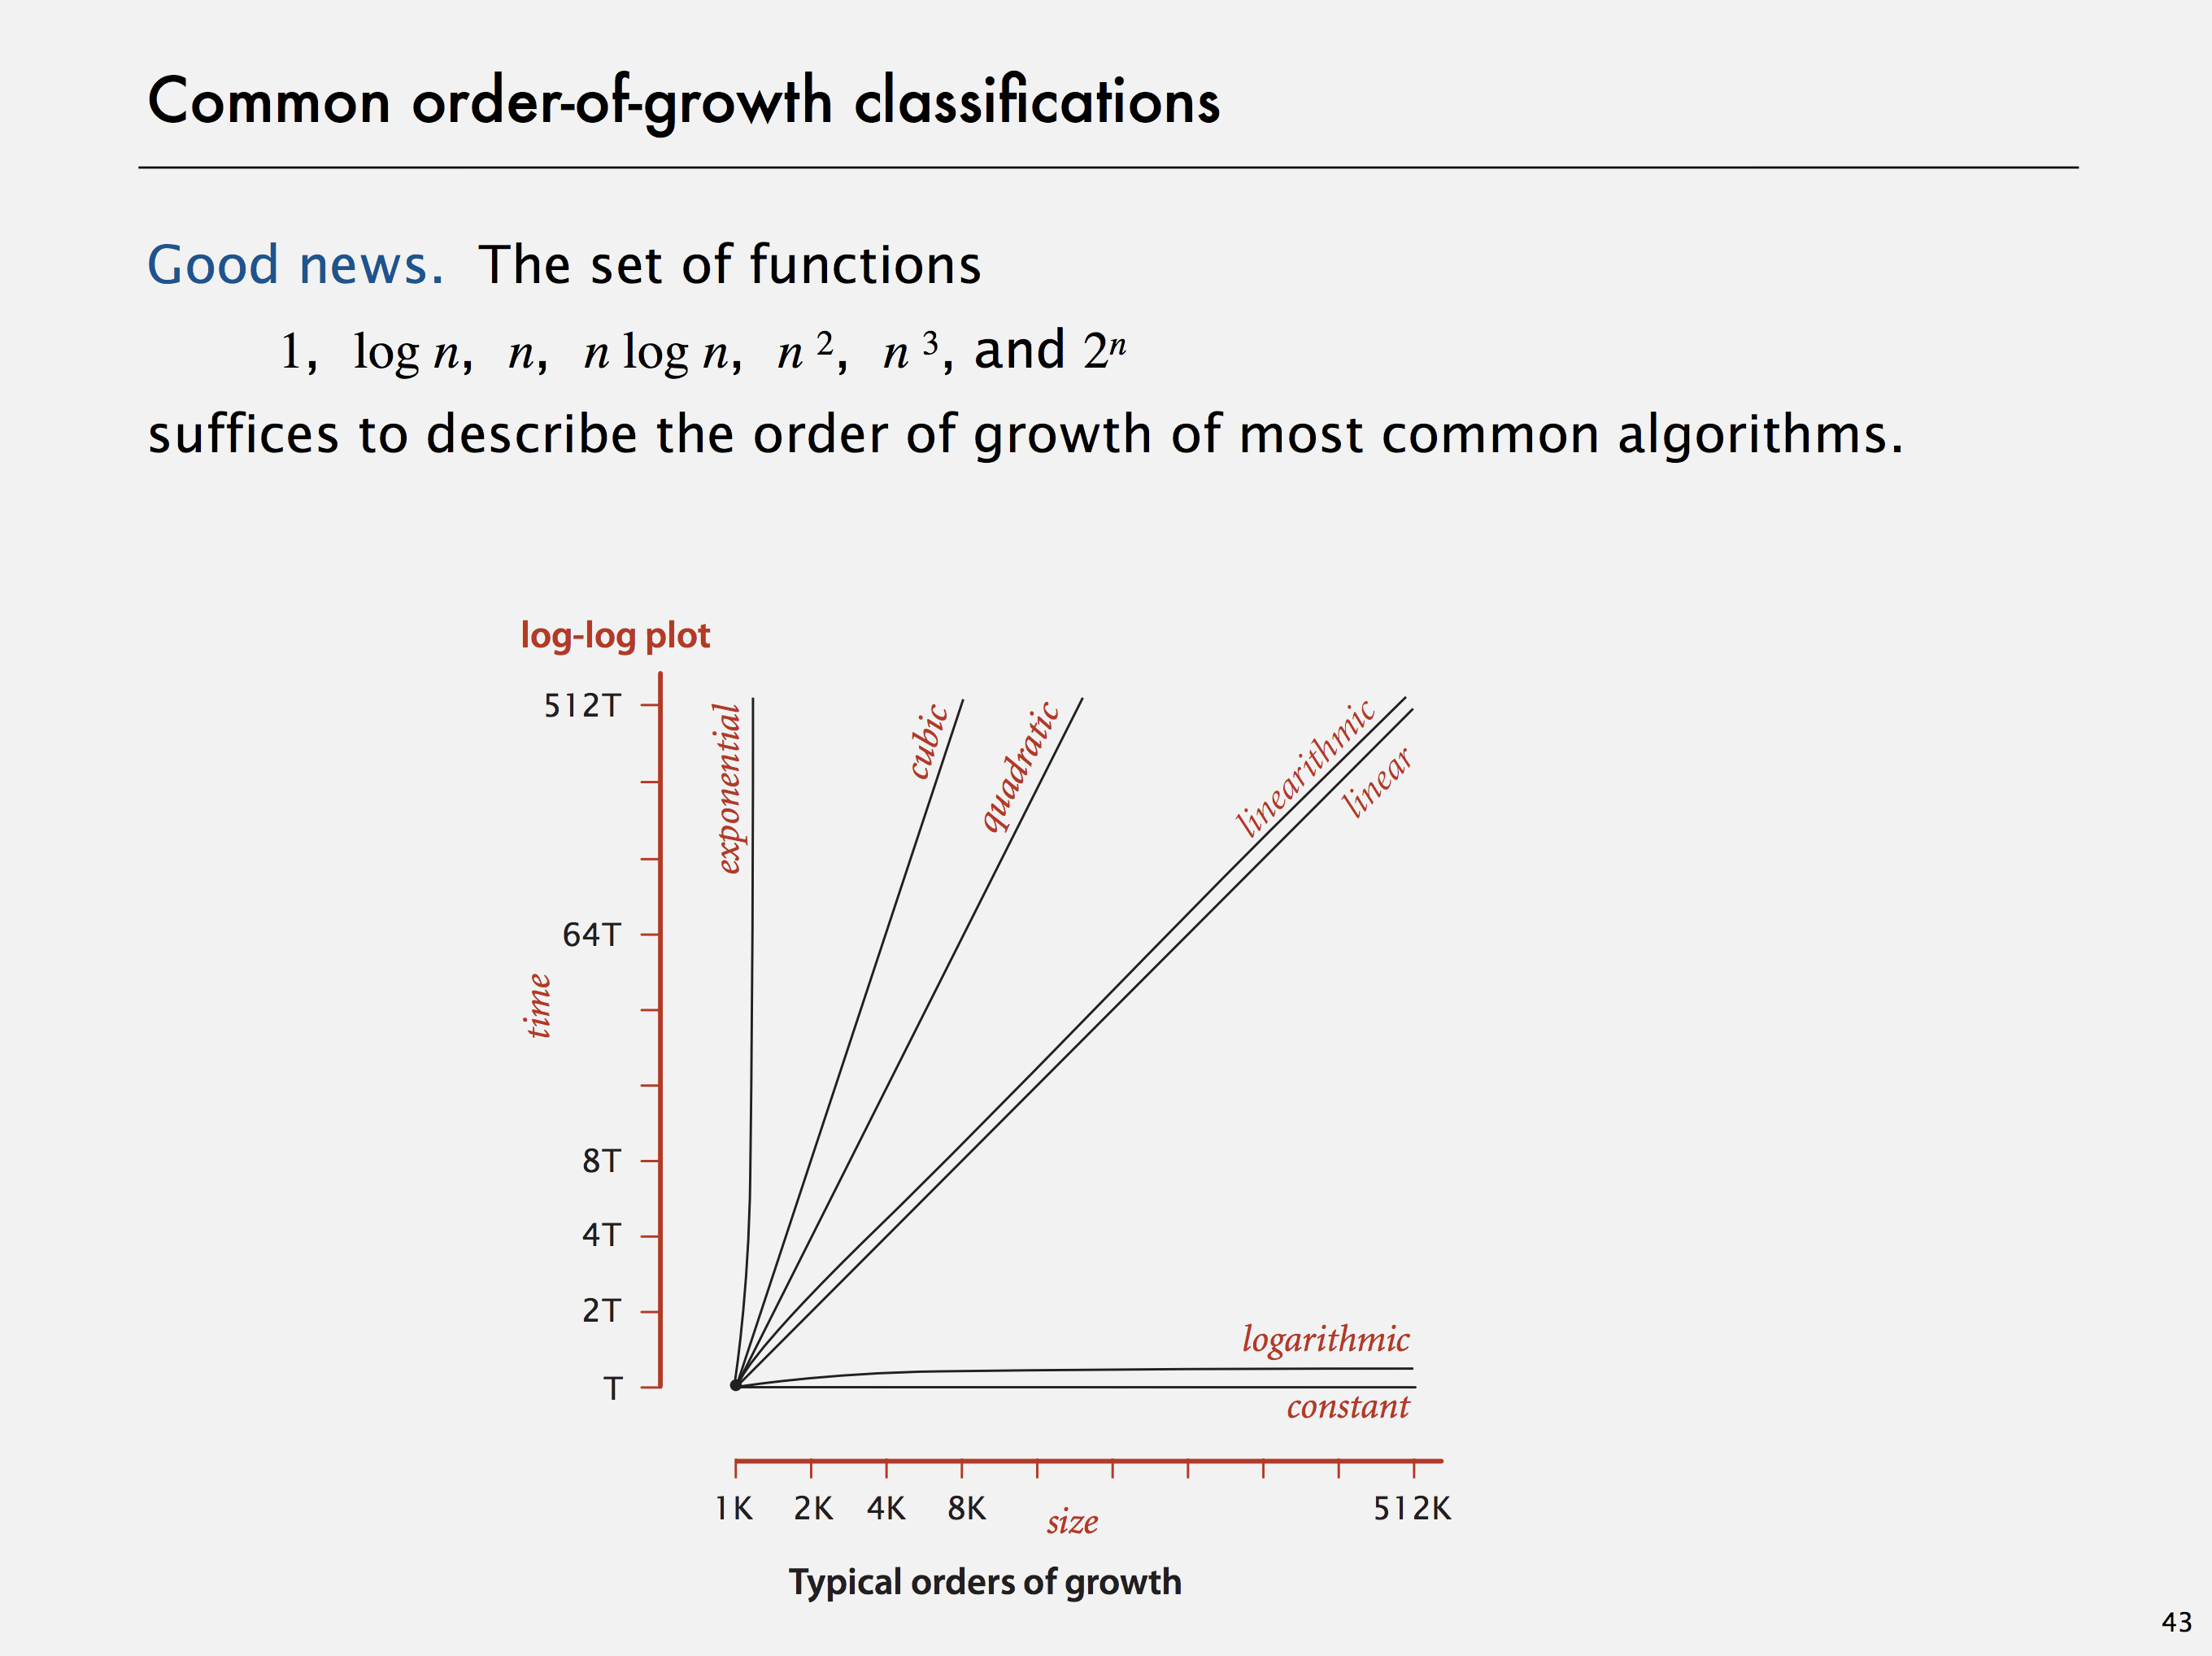 Common order-of-growth classifications
Good news. The set of functions
1, log n, n, n log n, n 2, n 3, and 2n
suffices to describe the order of growth of most common algorithms.
log-log plot
512T
64T
8T
4T
2T
T
time
exponential
cubic
quadratic
linearithmic
linear
logarithmic
constant
1K 2K 4K 8K 512K
size
Typical orders of growth
43